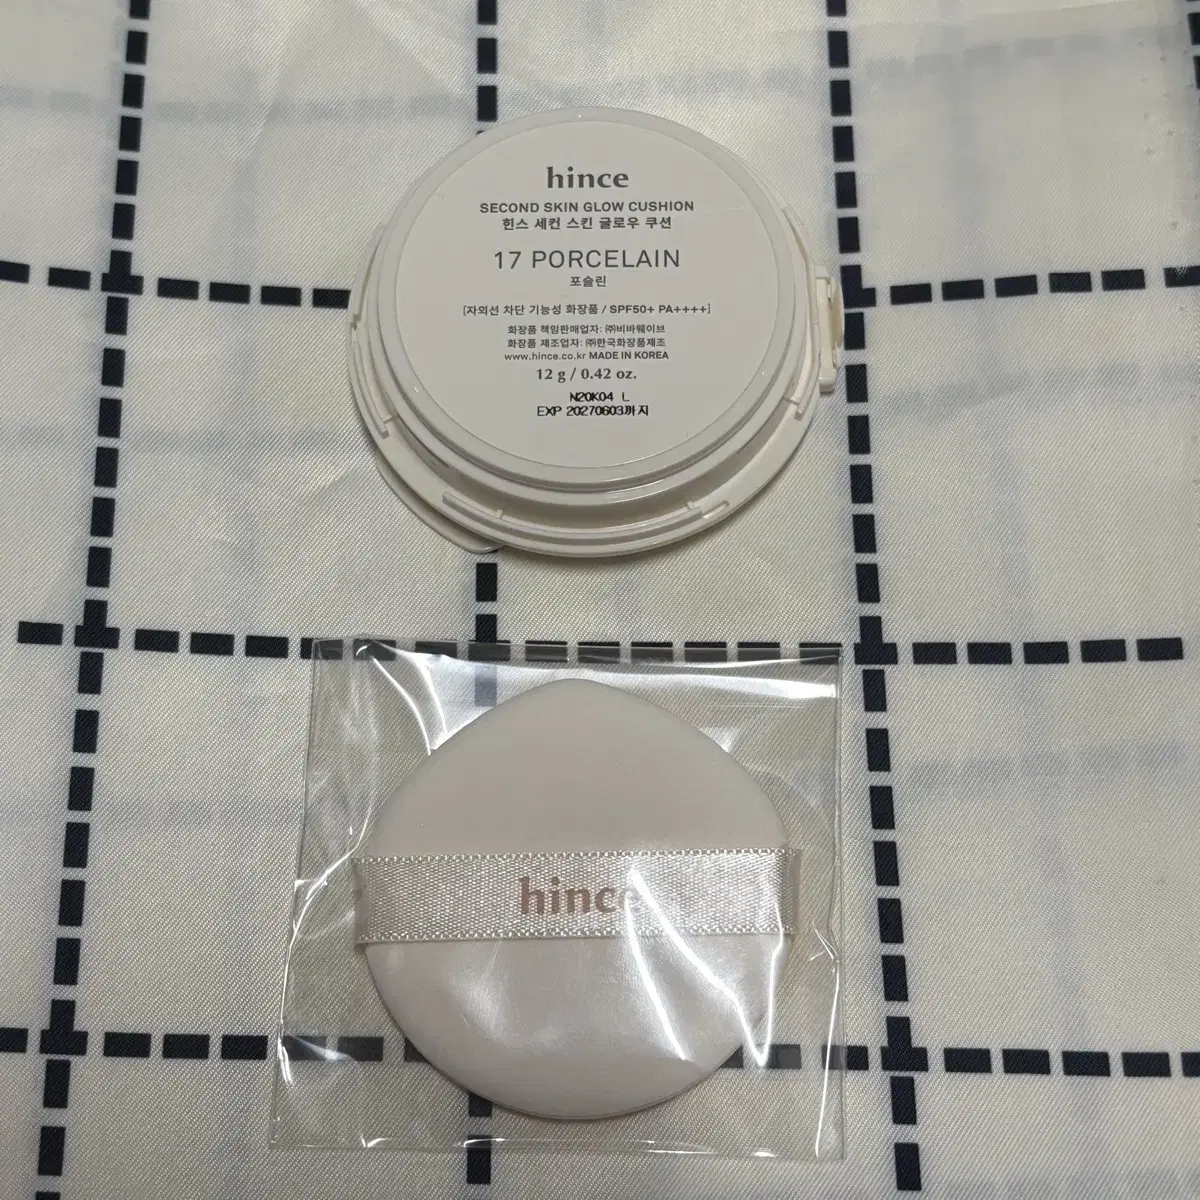 hince
SECOND SKIN GLOW CUSHION
힌스 세컨 스킨 글로우 쿠션
17 PORCELAIN
포슬린
[자외선 차단 기능성 화장품 / SPF50+ PA++++]
화장품 책임판매업자: ㈜비바웨이브
화장품 제조업자: ㈜한국화장품제조
www.hince.co.kr MADE IN KOREA
12 g / 0.42 oz.
N20K04 L
EXP 20270603까지
hince